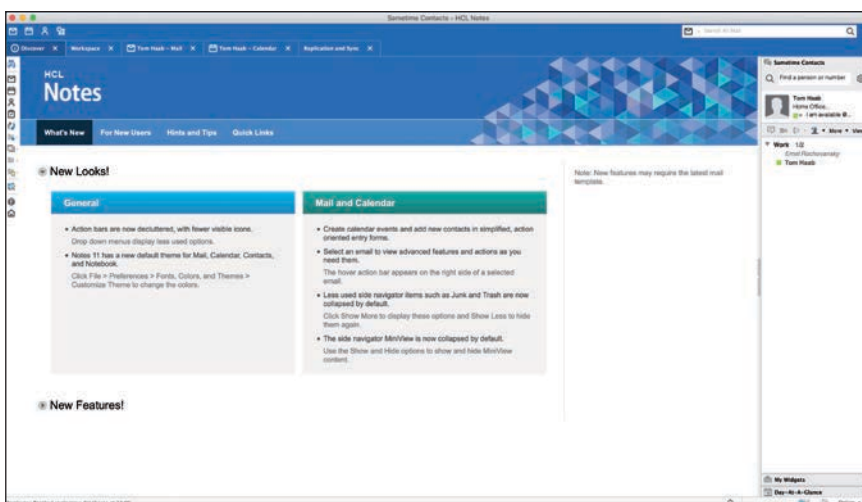 Sametime Contacts - HCL Notes
Discover
Workspace
Tom Haab - Mail
Tom Haab - Calendar
Replication and Sync
Search All Mail
HCL
Notes
What's New
For New Users
Hints and Tips
Quick Links
New Looks!
General
• Action bars are now decluttered, with fewer visible icons.
Drop down menus display less used options.
• Notes 11 has a new default theme for Mail, Calendar, Contacts,
and Notebook.
Click File > Preferences > Fonts, Colors, and Themes >
Customize Theme to change the colors.
Mail and Calendar
• Create calendar events and add new contacts in simplified, action
oriented entry forms.
• Select an email to view advanced features and actions as you
need them.
The hover action bar appears on the right side of a selected
email.
• Less used side navigator items such as Junk and Trash are now
collapsed by default.
Click Show More to display these options and Show Less to hide
them again.
• The side navigator MiniView is now collapsed by default.
Use the Show and Hide options to show and hide MiniView
content.
Note: New features may require the latest mail
template.
New Features!
Sametime Contacts
Find a person or number
Tom Haab
Home Office...
I am available @...
More
Work 1/2
Tom Haab
My Widgets
Day-At-A-Glance